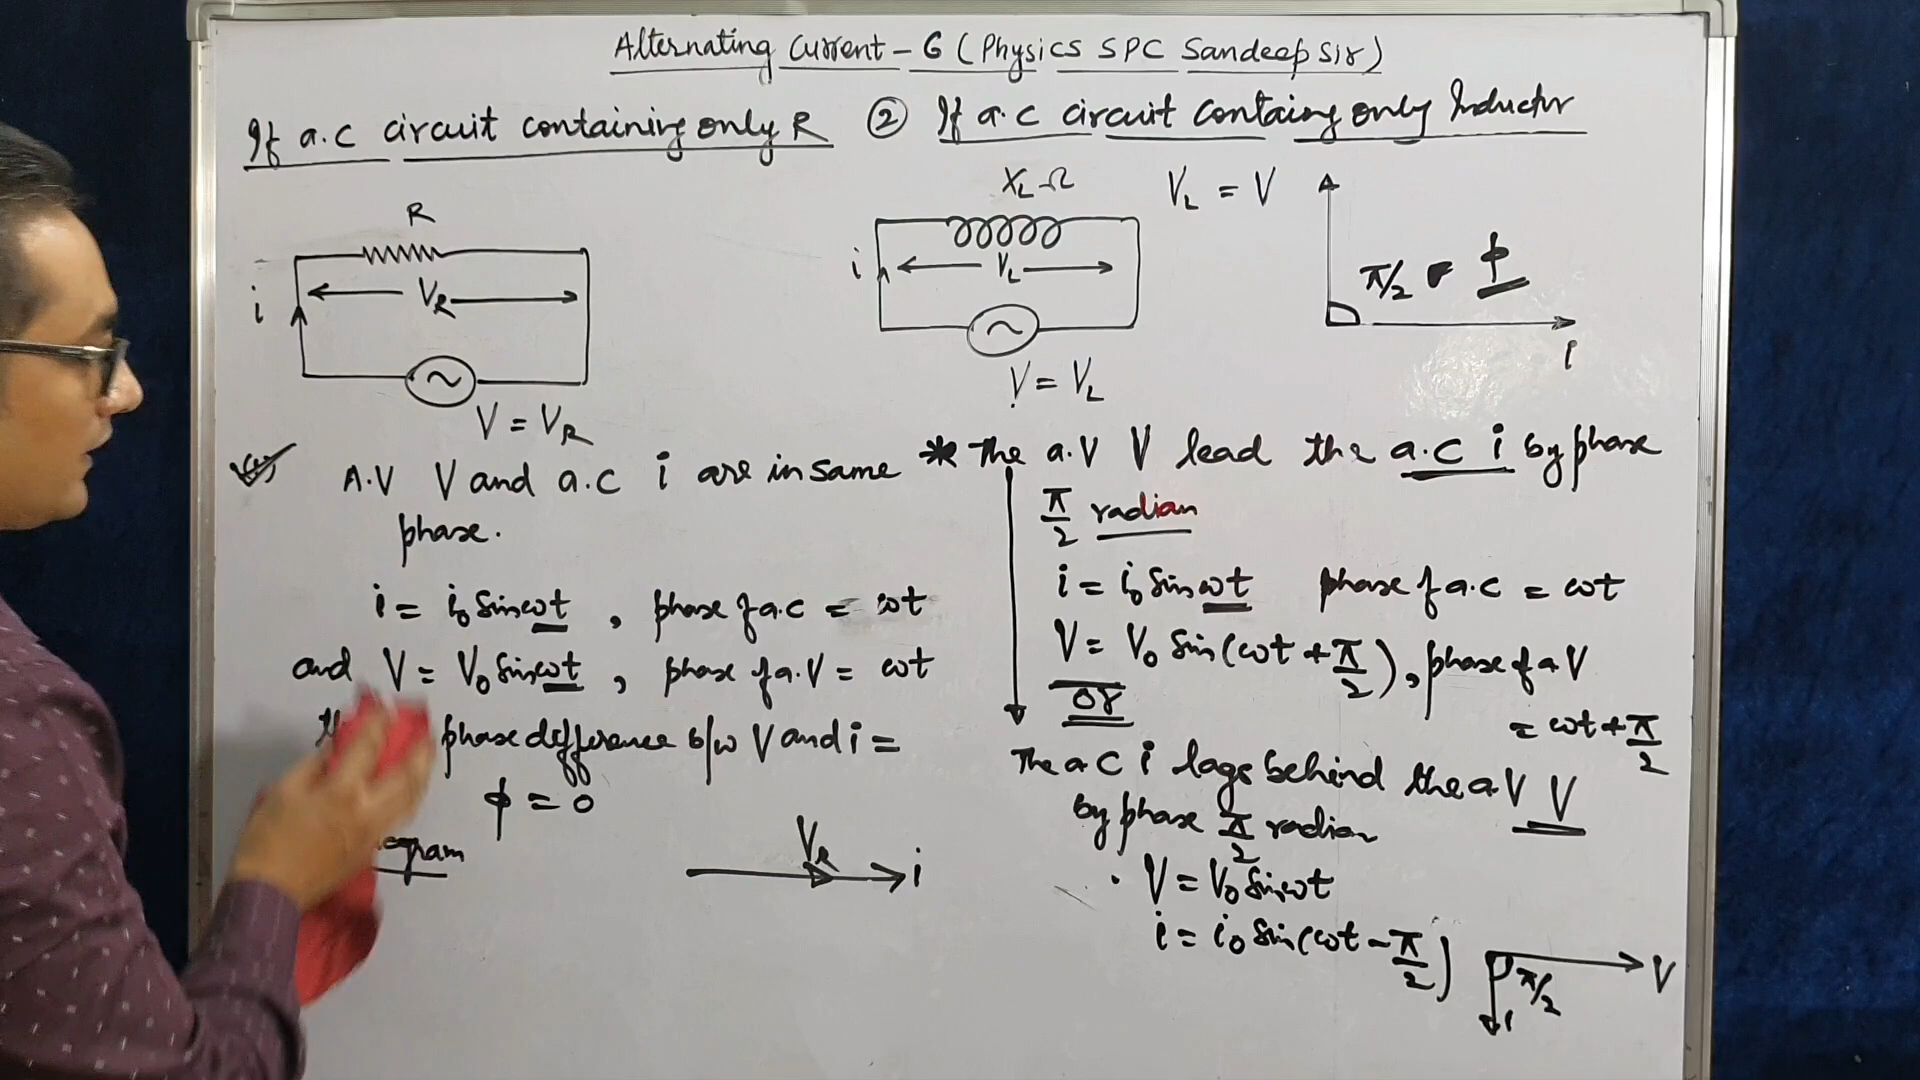 Alternating Current - 6 (Physics SPC Sandeep Sir)
If a.c circuit containing only R
R
i
VR
V = VR
A.V V and a.c i are in same
phase.
i = i₀ Sinωt , phase of a.c = ωt
and V = V₀ Sinωt , phase of a.V = ωt
phase difference b/w V and i =
ϕ = 0
VR
i
② If a.c circuit containg only Inductor
XL Ω
VL = V
i
VL
V = VL
π/2
ϕ
i
* The a.V V lead the a.c i by phase
π/2 radian
i = i₀ Sinωt phase of a.c = ωt
V = V₀ Sin(ωt + π/2), phase of a V
= ωt + π/2
or
The a C i lags behind the a.V V
by phase π/2 radian
V = V₀ Sinωt
i = i₀ Sin(ωt - π/2)
V
π/2
i